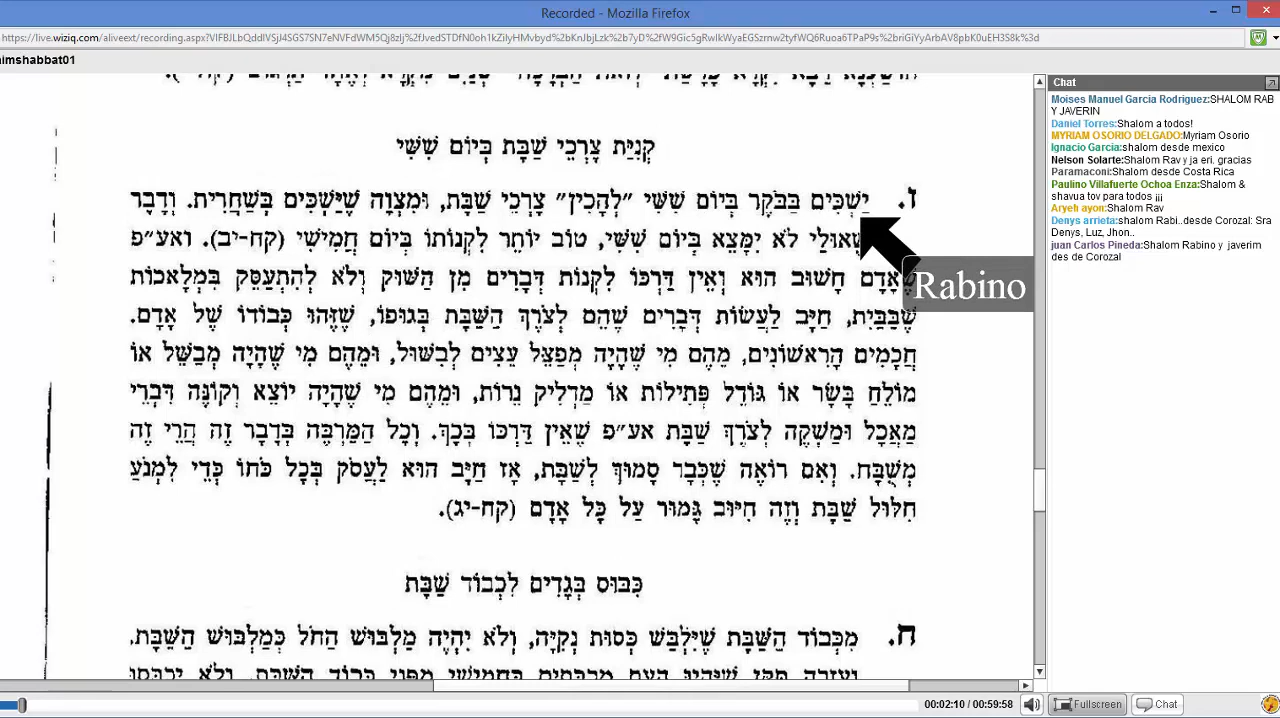 Recorded - Mozilla Firefox
imshabbat01
קְנִיַּת צָרְכֵי שַׁבָּת בְּיוֹם שִׁשִּׁי
ז. יַשְׁכִּים בַּבֹּקֶר בְּיוֹם שִׁשִּׁי ״לְהָכִין״ צָרְכֵי שַׁבָּת, וּמִצְוָה שֶׁיַּשְׁכִּים בְּשַׁחֲרִית. וְדָבָר
שֶׁאוּלַי לֹא יִמָּצֵא בְּיוֹם שִׁשִּׁי, טוֹב יוֹתֵר לִקְנוֹתוֹ בְּיוֹם חֲמִישִׁי (קח-יב). ואע״פ
שֶׁאָדָם חָשׁוּב הוּא וְאֵין דַּרְכּוֹ לִקְנוֹת דְּבָרִים מִן הַשּׁוּק וְלֹא לְהִתְעַסֵּק בִּמְלָאכוֹת
שֶׁבַּבַּיִת, חַיָּב לַעֲשׂוֹת דְּבָרִים שֶׁהֵם לְצֹרֶךְ הַשַּׁבָּת בְּגוּפוֹ, שֶׁזֶּהוּ כְּבוֹדוֹ שֶׁל אָדָם.
חֲכָמִים הָרִאשׁוֹנִים, מֵהֶם מִי שֶׁהָיָה מְפַצֵּל עֵצִים לְבִשּׁוּל, וּמֵהֶם מִי שֶׁהָיָה מְבַשֵּׁל אוֹ
מוֹלֵחַ בָּשָׂר אוֹ גּוֹדֵל פְּתִילוֹת אוֹ מַדְלִיק נֵרוֹת, וּמֵהֶם מִי שֶׁהָיָה יוֹצֵא וְקוֹנֶה דִּבְרֵי
מַאֲכָל וּמַשְׁקֶה לְצֹרֶךְ שַׁבָּת אע״פ שֶׁאֵין דַּרְכּוֹ בְּכָךְ. וְכָל הַמַּרְבֶּה בְּדָבָר זֶה הֲרֵי זֶה
מְשֻׁבָּח. וְאִם רוֹאֶה שֶׁכְּבָר סָמוּךְ לְשַׁבָּת, אָז חַיָּב הוּא לַעֲסֹק בְּכָל כֹּחוֹ כְּדֵי לִמְנֹעַ
חִלּוּל שַׁבָּת וְזֶה חִיּוּב גָּמוּר עַל כָּל אָדָם (קח-יג).
כִּבּוּס בְּגָדִים לִכְבוֹד שַׁבָּת
ח. מִכְּבוֹד הַשַּׁבָּת שֶׁיִּלְבַּשׁ כְּסוּת נְקִיָּה, וְלֹא יִהְיֶה מַלְבּוּשׁ הַחֹל כְּמַלְבּוּשׁ הַשַּׁבָּת.
Rabino
Chat
Moises Manuel Garcia Rodriguez:SHALOM RAB
Y JAVERIN
Daniel Torres:Shalom a todos!
MYRIAM OSORIO DELGADO:Myriam Osorio
Ignacio Garcia:shalom desde mexico
Nelson Solarte:Shalom Rav y ja eri. gracias
Paramaconi:Shalom desde Costa Rica
Paulino Villafuerte Ochoa Enza:Shalom &
shavua tov para todos ¡¡¡
Aryeh ayon:Shalom Rav
Denys arrieta:shalom Rabi..desde Corozal: Sra
Denys, Luz, Jhon..
juan Carlos Pineda:Shalom Rabino y javerim
des de Corozal
00:02:10 / 00:59:58
Fullscreen
Chat